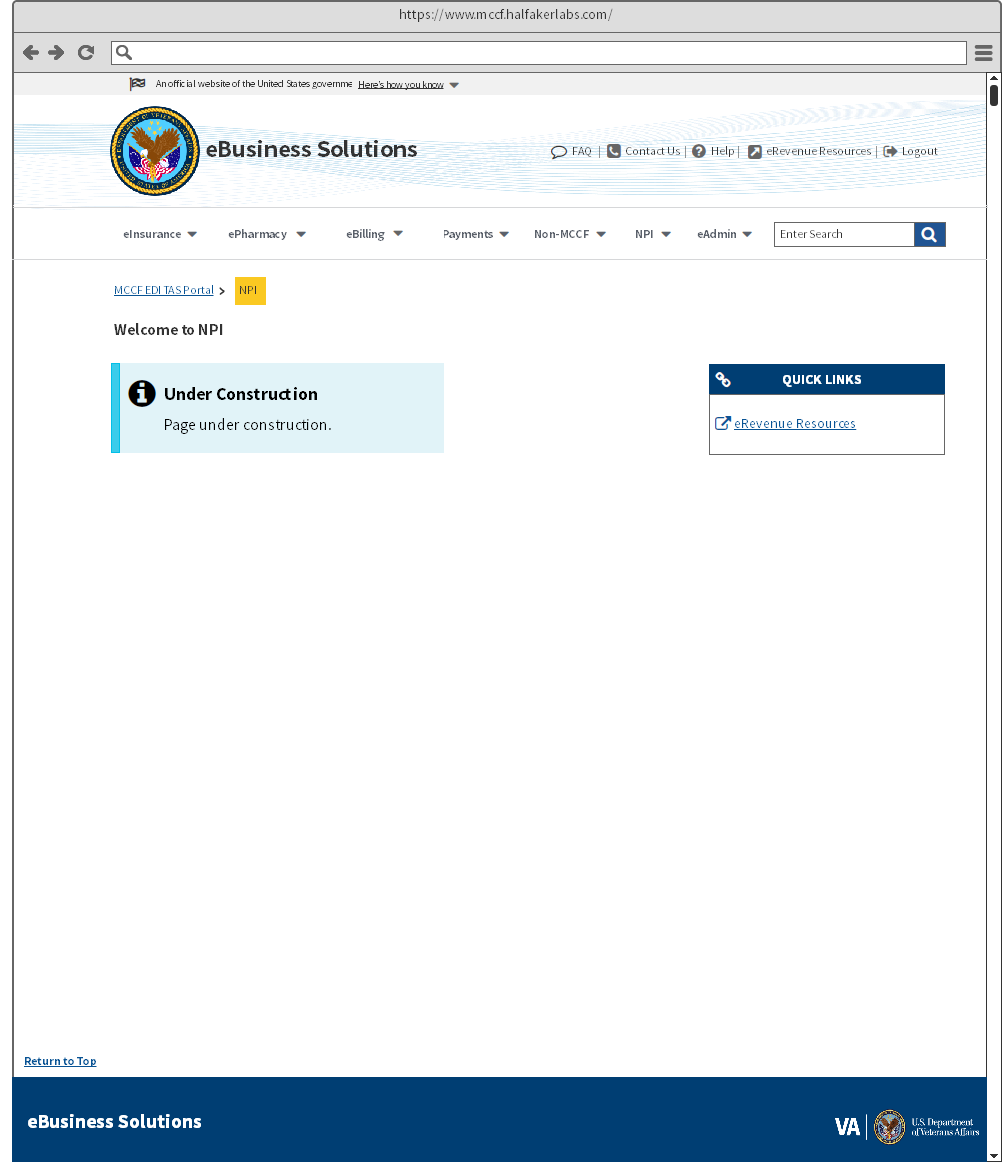 https://www.mccf.halfakerlabs.com/
An official website of the United States governme Here's how you know
eBusiness Solutions
FAQ | Contact Us | Help | eRevenue Resources | Logout
eInsurance ePharmacy eBilling Payments Non-MCCF NPI eAdmin Enter Search
MCCF EDI TAS Portal > NPI
Welcome to NPI
Under Construction
Page under construction.
QUICK LINKS
eRevenue Resources
Return to Top
eBusiness Solutions
VA | U.S. Department
of Veterans Affairs